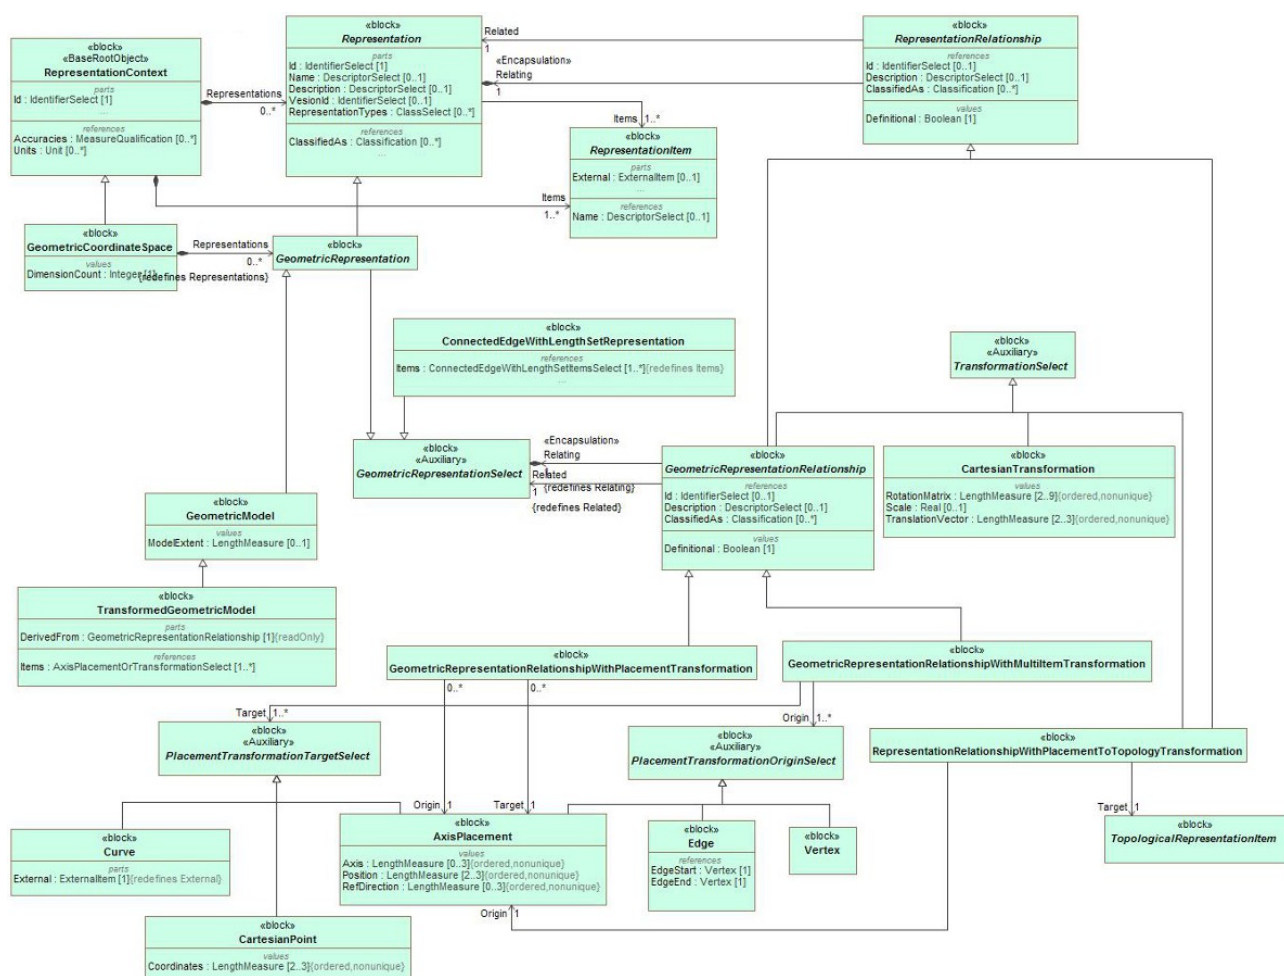 «block»
«BaseRootObject»
RepresentationContext
parts
Id : IdentifierSelect [1]
...
references
Accuracies : MeasureQualification [0..*]
Units : Unit [0..*]
Representations
0..*
«block»
Representation
parts
Id : IdentifierSelect [1]
Name : DescriptorSelect [0..1]
Description : DescriptorSelect [0..1]
VesionId : IdentifierSelect [0..1]
RepresentationTypes : ClassSelect [0..*]
references
ClassifiedAs : Classification [0..*]
...
Related
1
«Encapsulation»
Relating
1
«block»
RepresentationRelationship
references
Id : IdentifierSelect [0..1]
Description : DescriptorSelect [0..1]
ClassifiedAs : Classification [0..*]
values
Definitional : Boolean [1]
Items
1..*
«block»
RepresentationItem
parts
External : ExternalItem [0..1]
...
references
Name : DescriptorSelect [0..1]
Items
1..*
«block»
GeometricCoordinateSpace
values
DimensionCount : Integer [1]
Representations
0..*
{redefines Representations}
«block»
GeometricRepresentation
«block»
ConnectedEdgeWithLengthSetRepresentation
references
Items : ConnectedEdgeWithLengthSetItemsSelect [1..*]{redefines Items}
...
«block»
«Auxiliary»
TransformationSelect
«block»
«Auxiliary»
GeometricRepresentationSelect
«Encapsulation»
Relating
1
Related
{redefines Relating}
1
{redefines Related}
«block»
GeometricRepresentationRelationship
references
Id : IdentifierSelect [0..1]
Description : DescriptorSelect [0..1]
ClassifiedAs : Classification [0..*]
values
Definitional : Boolean [1]
«block»
CartesianTransformation
values
RotationMatrix : LengthMeasure [2..9]{ordered,nonunique}
Scale : Real [0..1]
TranslationVector : LengthMeasure [2..3]{ordered,nonunique}
«block»
GeometricModel
values
ModelExtent : LengthMeasure [0..1]
«block»
TransformedGeometricModel
parts
DerivedFrom : GeometricRepresentationRelationship [1]{readOnly}
references
Items : AxisPlacementOrTransformationSelect [1..*]
«block»
GeometricRepresentationRelationshipWithPlacementTransformation
0..*
0..*
«block»
GeometricRepresentationRelationshipWithMultiItemTransformation
Target
1..*
Origin
1..*
«block»
«Auxiliary»
PlacementTransformationTargetSelect
«block»
«Auxiliary»
PlacementTransformationOriginSelect
«block»
RepresentationRelationshipWithPlacementToTopologyTransformation
Origin
1
Target
1
Target
1
«block»
Curve
parts
External : ExternalItem [1]{redefines External}
«block»
AxisPlacement
values
Axis : LengthMeasure [0..3]{ordered,nonunique}
Position : LengthMeasure [2..3]{ordered,nonunique}
RefDirection : LengthMeasure [0..3]{ordered,nonunique}
«block»
Edge
references
EdgeStart : Vertex [1]
EdgeEnd : Vertex [1]
«block»
Vertex
«block»
TopologicalRepresentationItem
Origin
1
«block»
CartesianPoint
values
Coordinates : LengthMeasure [2..3]{ordered,nonunique}